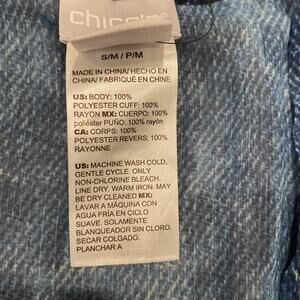 chico's
S/M / P/M
MADE IN CHINA/ HECHO EN
CHINA/ FABRIQUÉ EN CHINE
US: BODY: 100%
POLYESTER CUFF: 100%
RAYON MX: CUERPO: 100%
poliéster PUÑO: 100% rayón
CA: CORPS: 100%
POLYESTER REVERS: 100%
RAYONNE
US: MACHINE WASH COLD,
GENTLE CYCLE. ONLY
NON-CHLORINE BLEACH.
LINE DRY. WARM IRON. MAY
BE DRY CLEANED MX:
LAVAR A MÁQUINA CON
AGUA FRÍA EN CICLO
SUAVE. SOLAMENTE
BLANQUEADOR SIN CLORO.
SECAR COLGADO.
PLANCHAR A